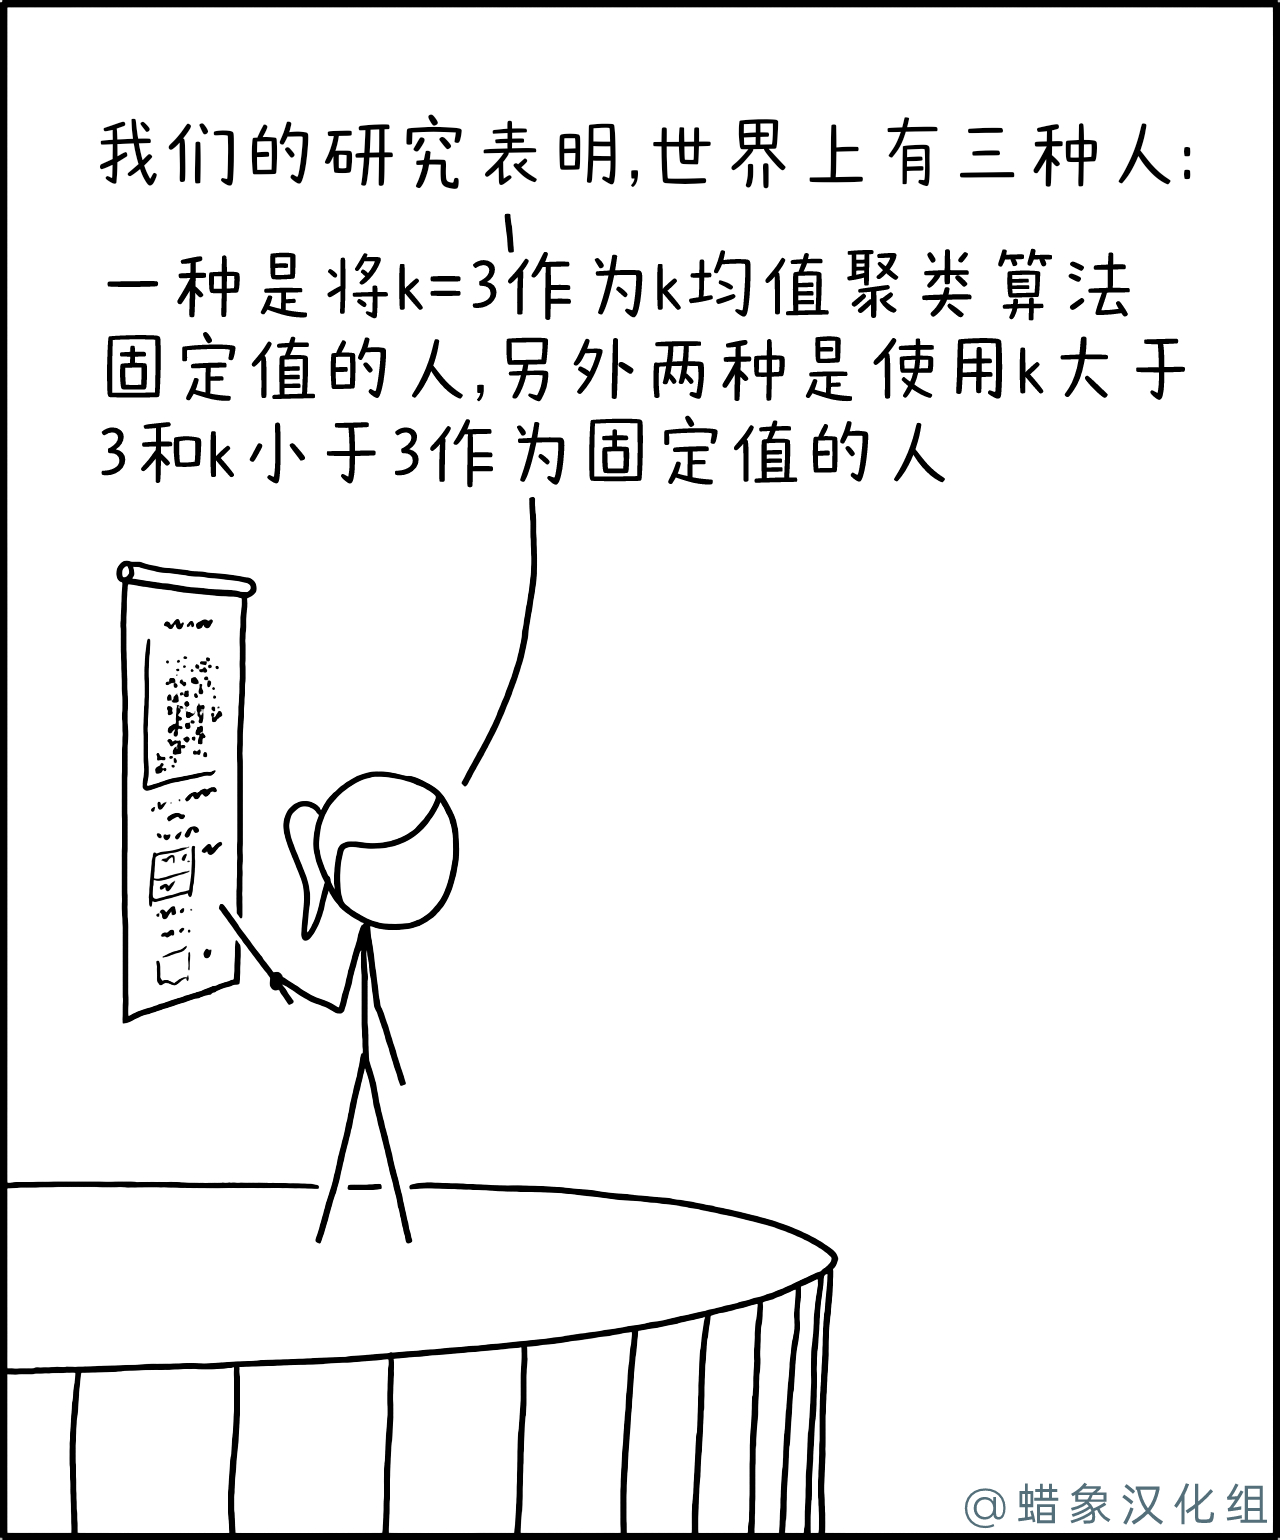 我们的研究表明,世界上有三种人:
一种是将k=3作为k均值聚类算法
固定值的人,另外两种是使用k大于
3和k小于3作为固定值的人
@蜡象汉化组